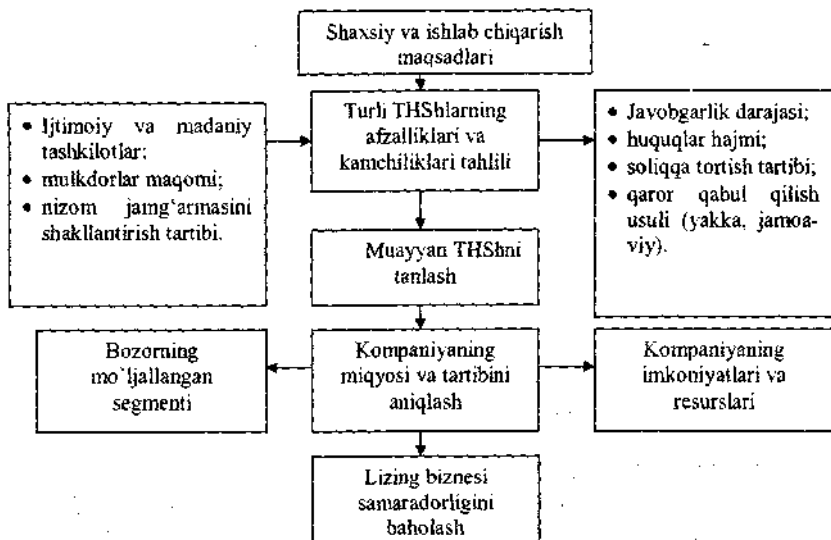 Shaxsiy va ishlab chiqarish
maqsadlari
• Ijtimoiy va madaniy
tashkilotlar;
• mulkdorlar maqomi;
• nizom jamg‘armasini
shakllantirish tartibi.
Turli THShlarning
afzalliklari va
kamchiliklari tahlili
• Javobgarlik darajasi;
• huquqlar hajmi;
• soliqqa tortish tartibi;
• qaror qabul qilish
usuli (yakka, jamoa-
viy).
Muayyan THShni
tanlash
Bozorning
mo`ljallangan
segmenti
Kompaniyaning
miqyosi va tartibini
aniqlash
Kompaniyaning
imkoniyatlari va
resurslari
Lizing biznesi
samaradorligini
baholash